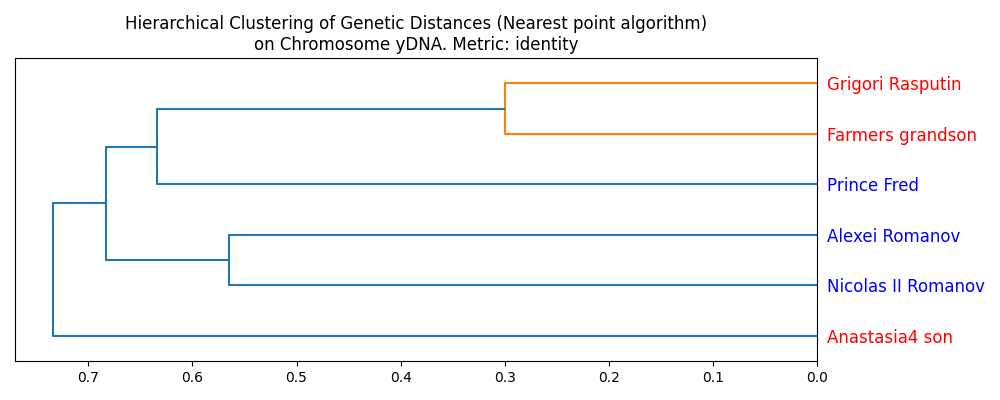 Hierarchical Clustering of Genetic Distances (Nearest point algorithm)
on Chromosome yDNA. Metric: identity
Grigori Rasputin
Farmers grandson
Prince Fred
Alexei Romanov
Nicolas II Romanov
Anastasia4 son
0.7 0.6 0.5 0.4 0.3 0.2 0.1 0.0